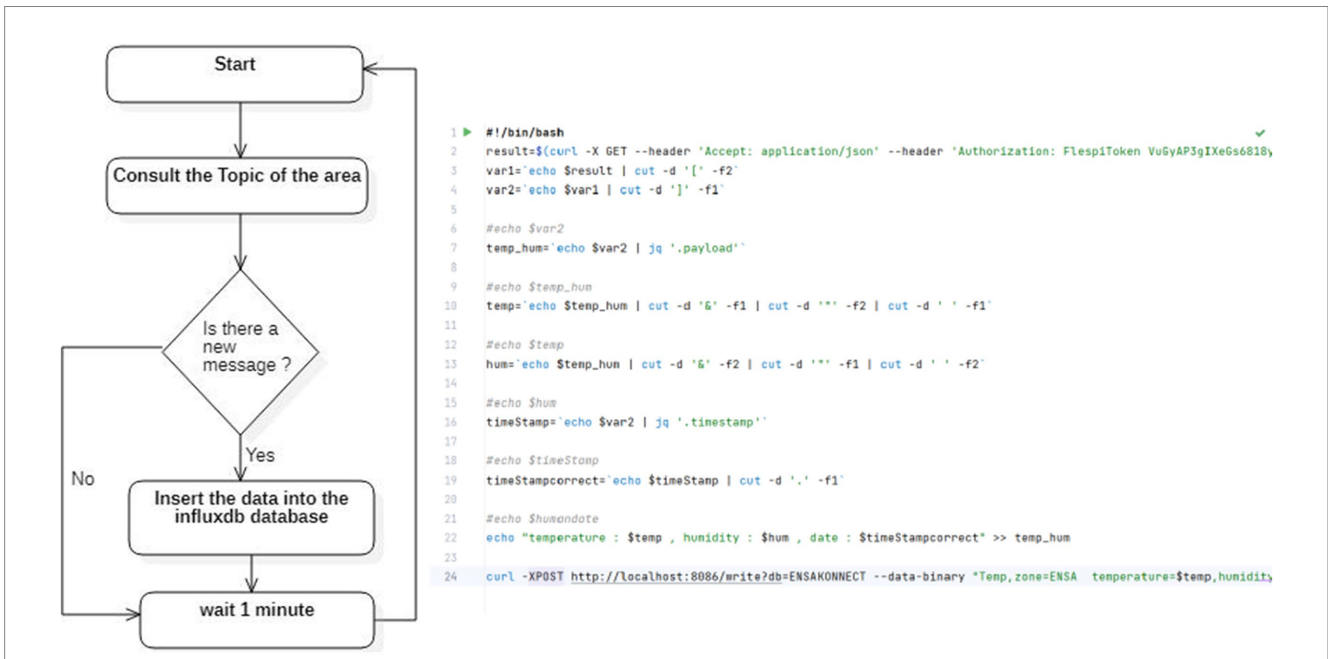 Start
Consult the Topic of the area
Is there a
new
message ?
Yes
No
Insert the data into the
influxdb database
wait 1 minute
1 #!/bin/bash
2 result=$(curl -X GET --header 'Accept: application/json' --header 'Authorization: FlespiToken VuGyAP3gIXeGs6818y
3 var1=`echo $result | cut -d '[' -f2`
4 var2=`echo $var1 | cut -d ']' -f1`
5
6 #echo $var2
7 temp_hum=`echo $var2 | jq '.payload'`
8
9 #echo $temp_hum
10 temp=`echo $temp_hum | cut -d '&' -f1 | cut -d '"' -f2 | cut -d ' ' -f1`
11
12 #echo $temp
13 hum=`echo $temp_hum | cut -d '&' -f2 | cut -d '"' -f1 | cut -d ' ' -f2`
14
15 #echo $hum
16 timeStamp=`echo $var2 | jq '.timestamp'`
17
18 #echo $timeStamp
19 timeStampcorrect=`echo $timeStamp | cut -d '.' -f1`
20
21 #echo $humandate
22 echo "temperature : $temp , humidity : $hum , date : $timeStampcorrect" >> temp_hum
23
24 curl -XPOST http://localhost:8086/write?db=ENSAKONNECT --data-binary "Temp,zone=ENSA  temperature=$temp,humidity